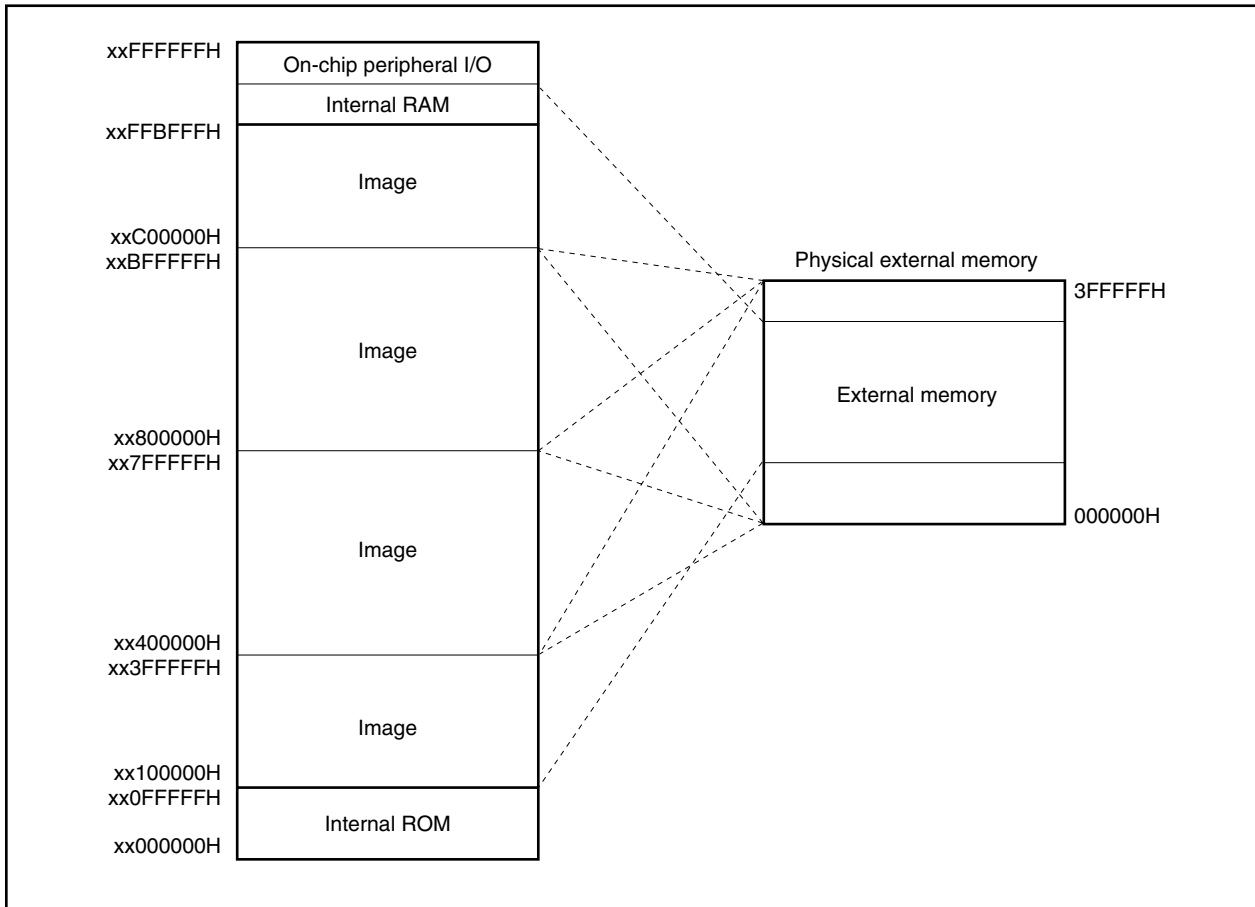 xxFFFFFFH
On-chip peripheral I/O
Internal RAM
xxFFBFFFH
Image
xxC00000H
xxBFFFFFH
Image
xx800000H
xx7FFFFFH
Image
xx400000H
xx3FFFFFH
Image
xx100000H
xx0FFFFFH
Internal ROM
xx000000H
Physical external memory
3FFFFFH
External memory
000000H